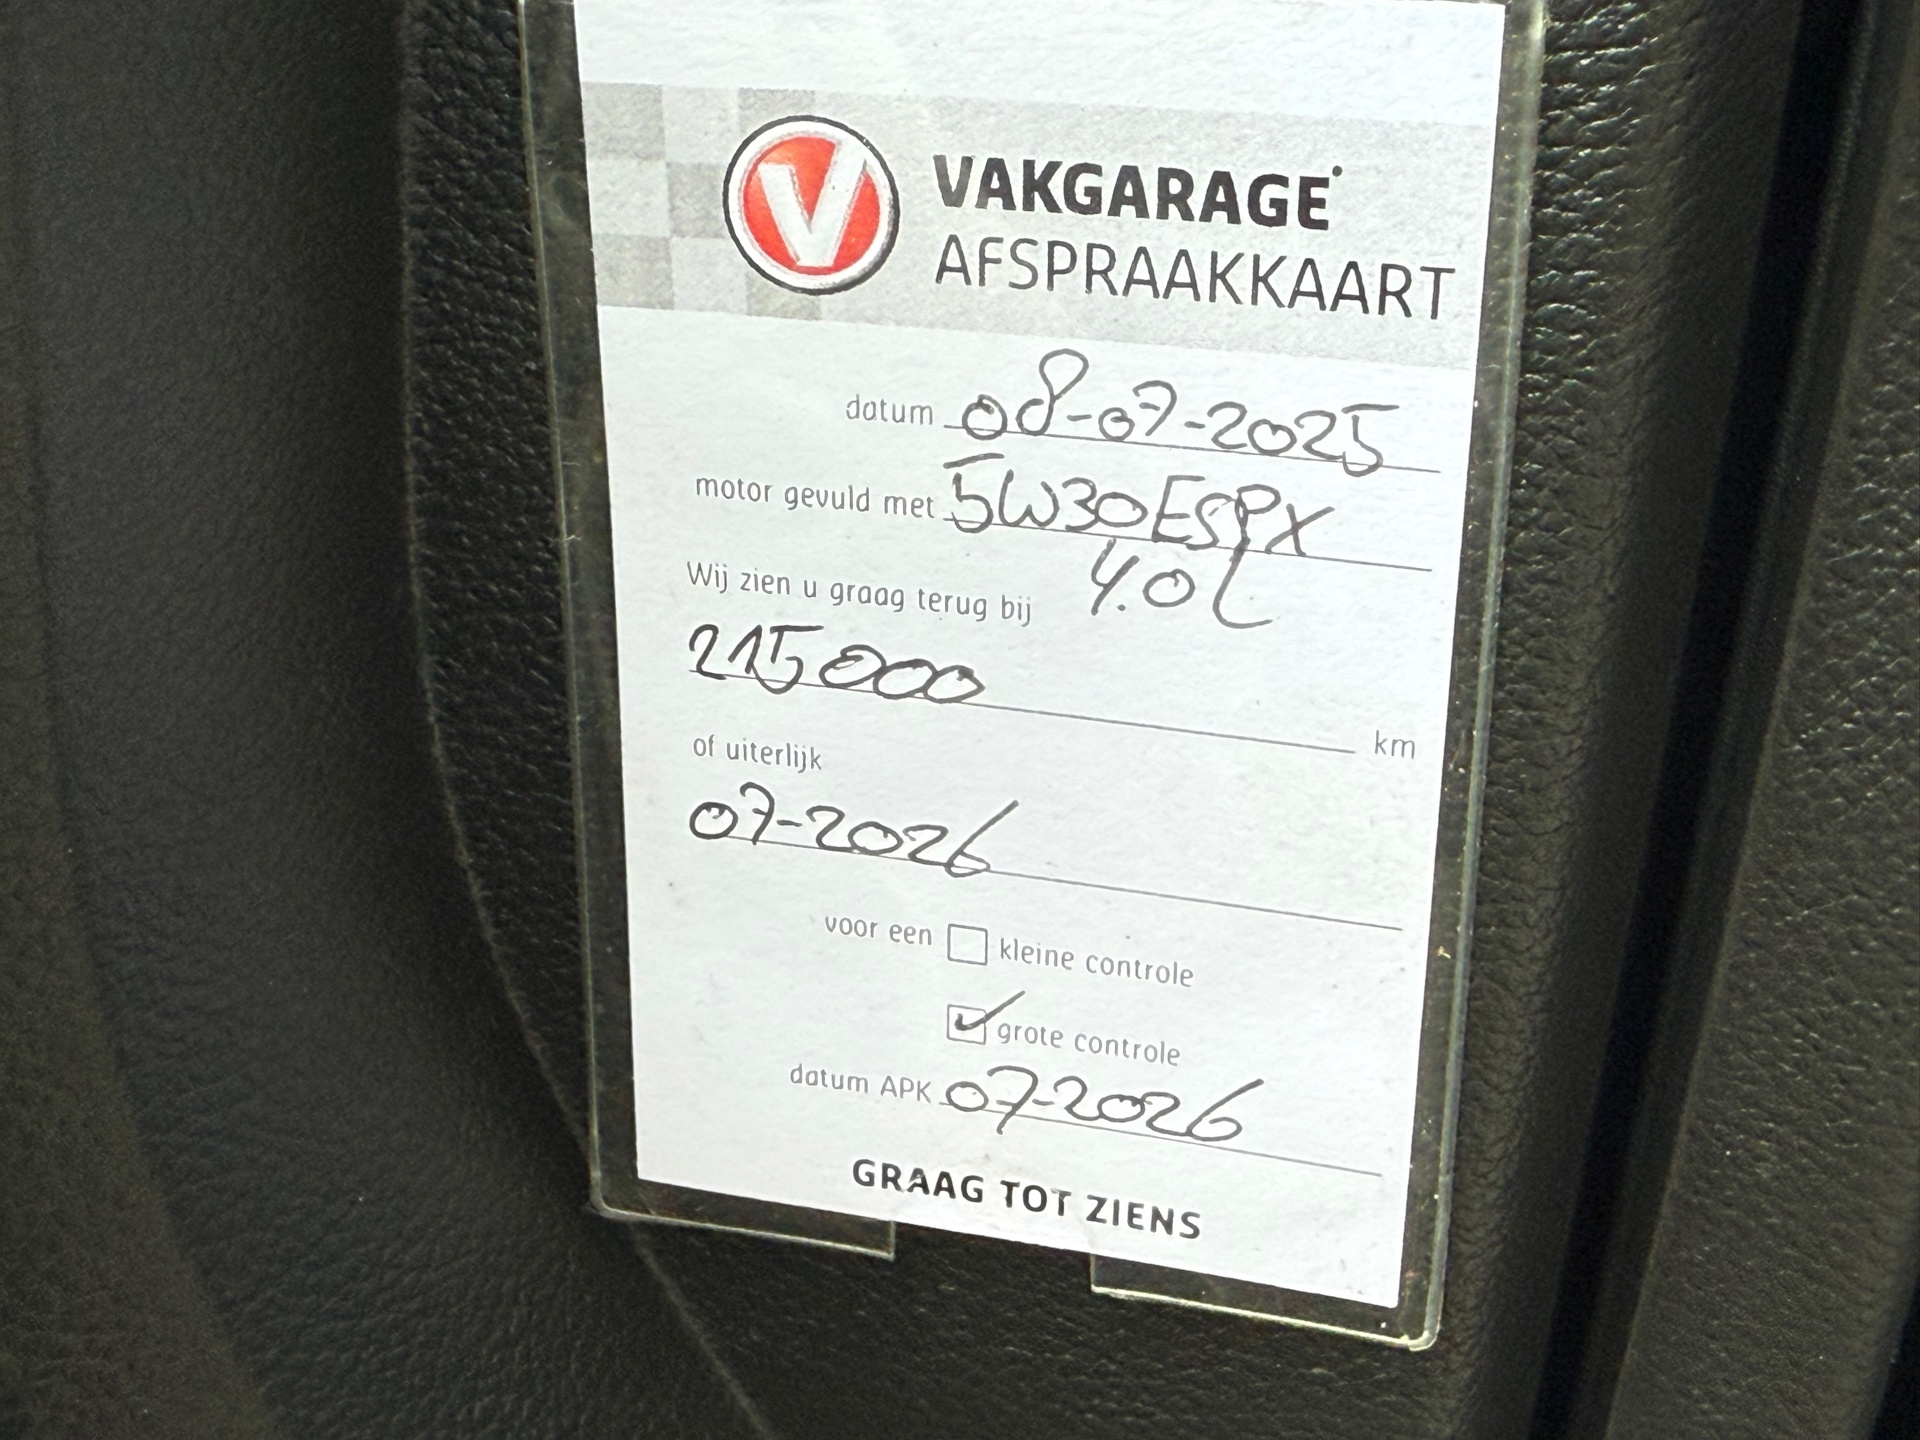 V VAKGARAGE
AFSPRAAKKAART
datum 08-07-2025
motor gevuld met 5W30ESPX
4.0L
Wij zien u graag terug bij
215000 km
of uiterlijk
07-2026
voor een kleine controle
grote controle
datum APK 07-2026
GRAAG TOT ZIENS